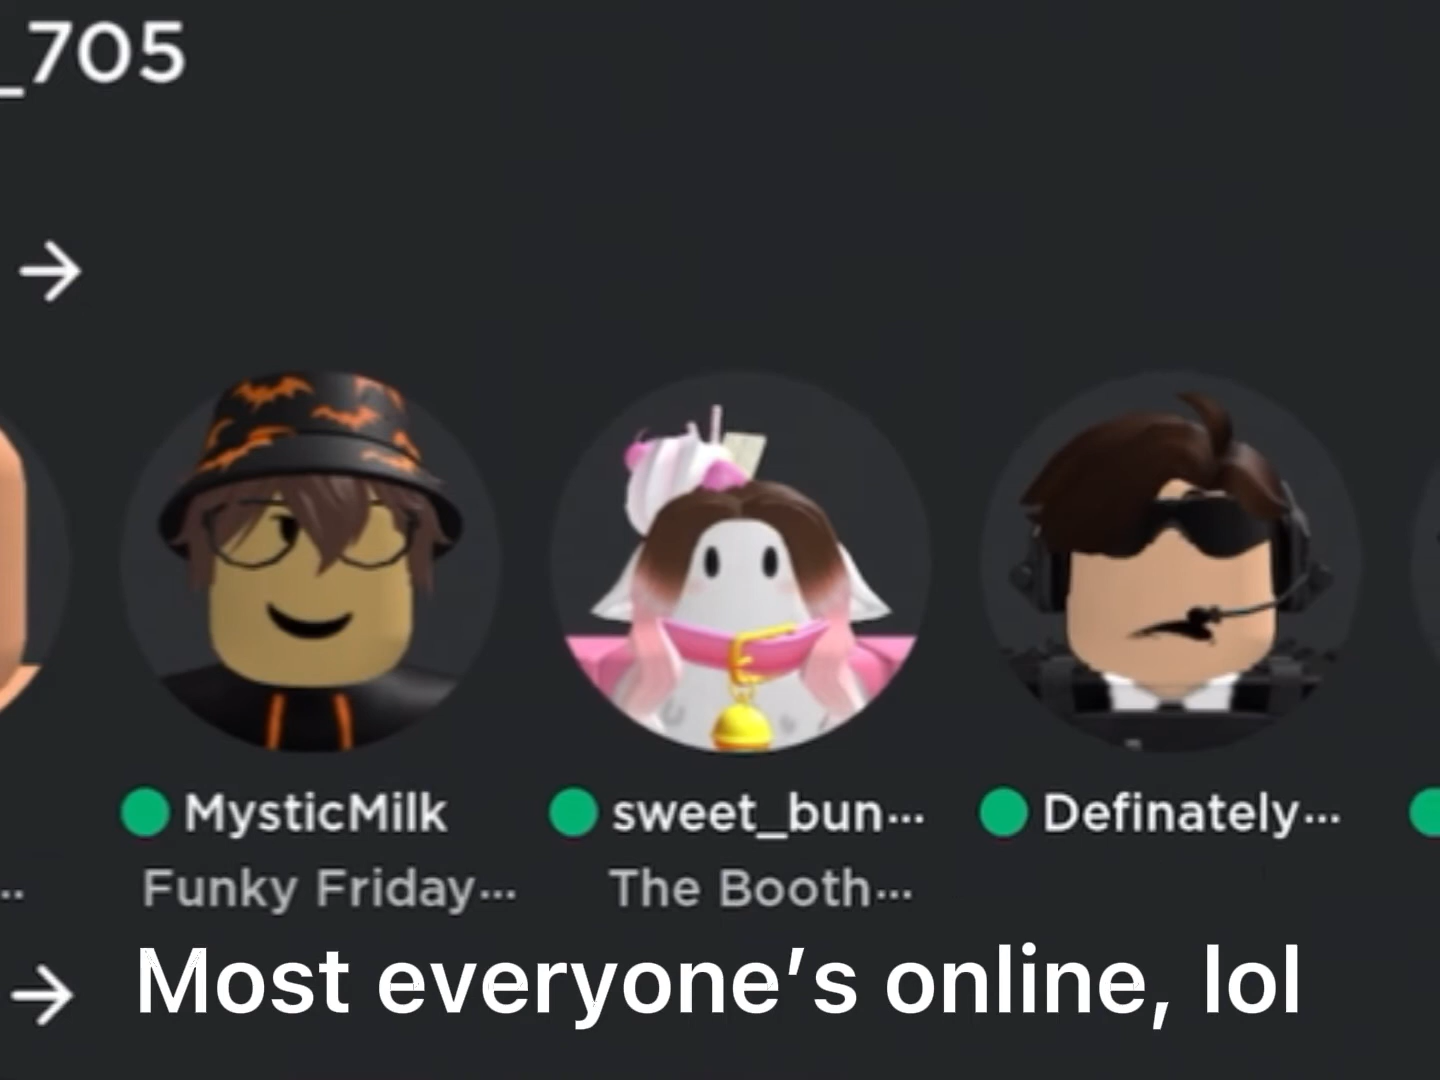 _705
MysticMilk
sweet_bun...
Definately...
Funky Friday...
The Booth...
Most everyone's online, lol